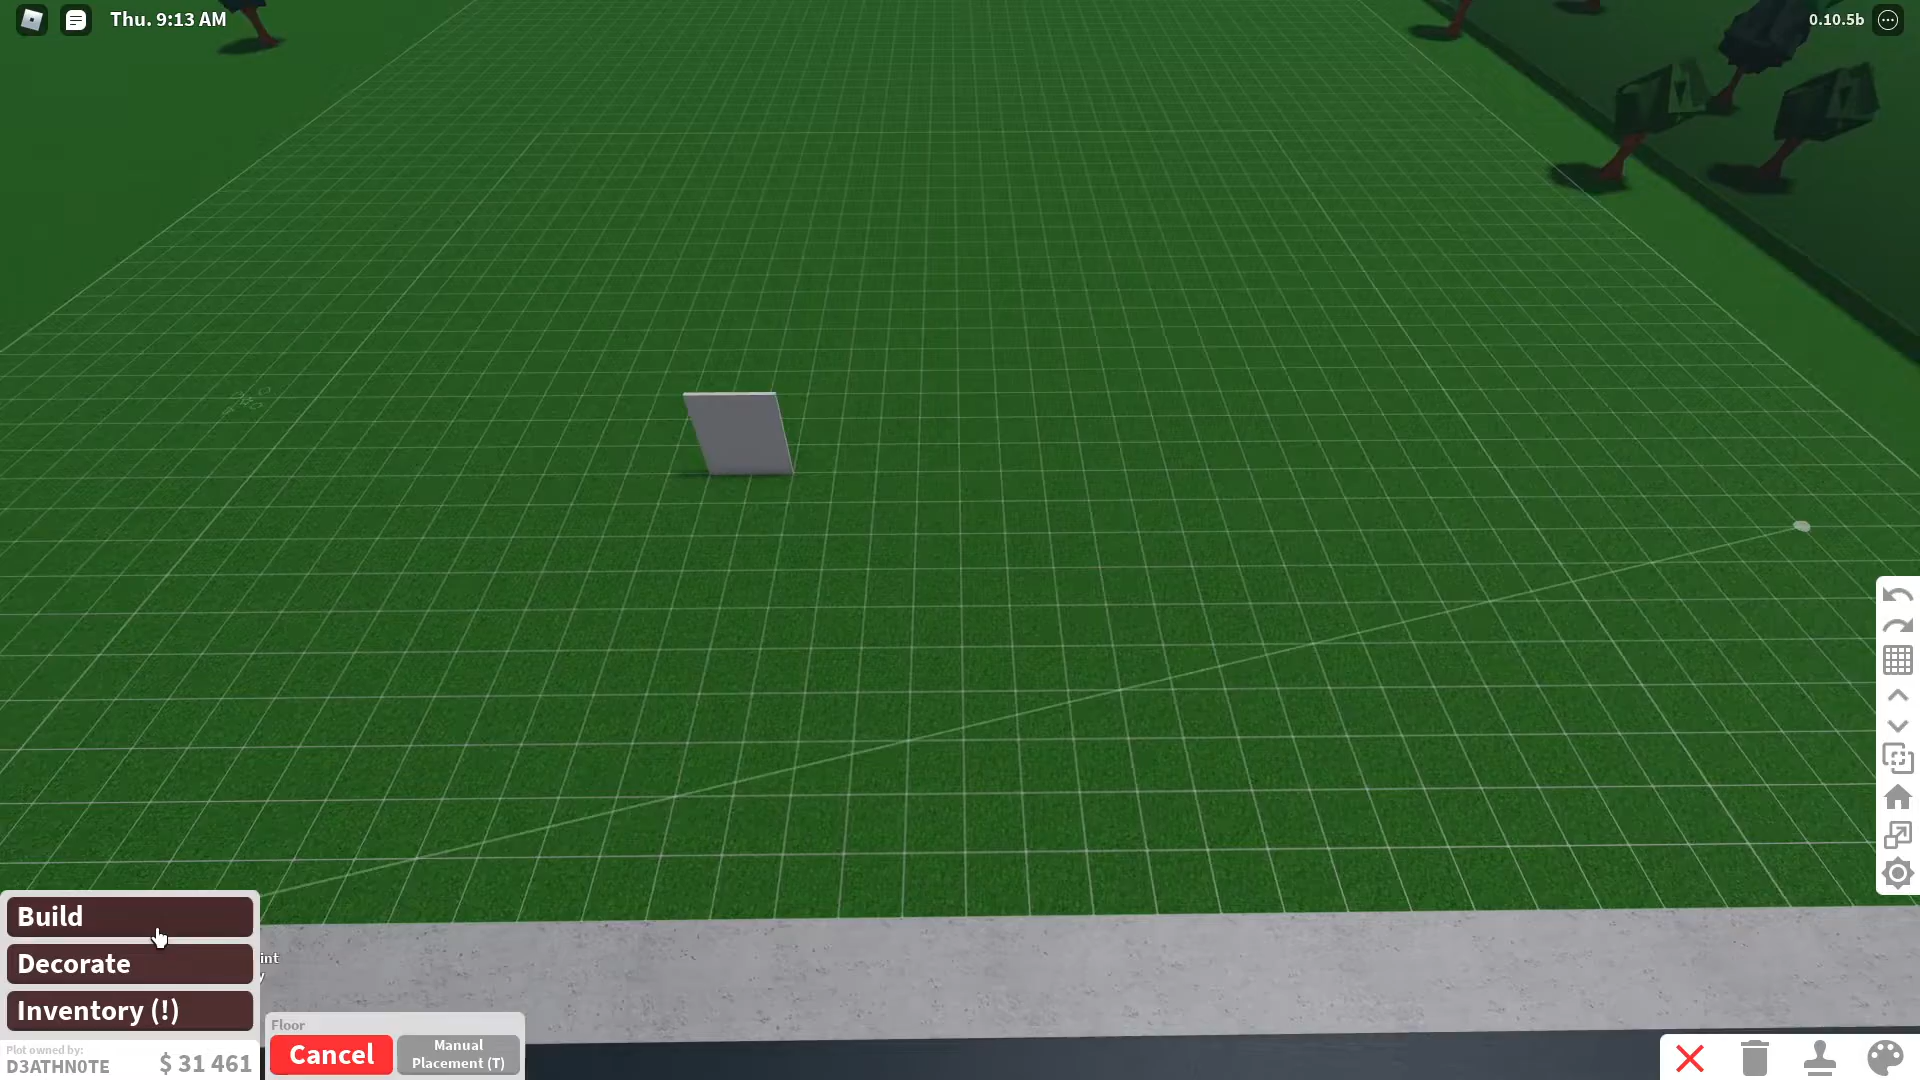 Thu. 9:13 AM
0.10.5b
Build
Decorate
int
Inventory (!)
Plot owned by:
D3ATHN0TE
$ 31 461
Floor
Cancel
Manual
Placement (T)